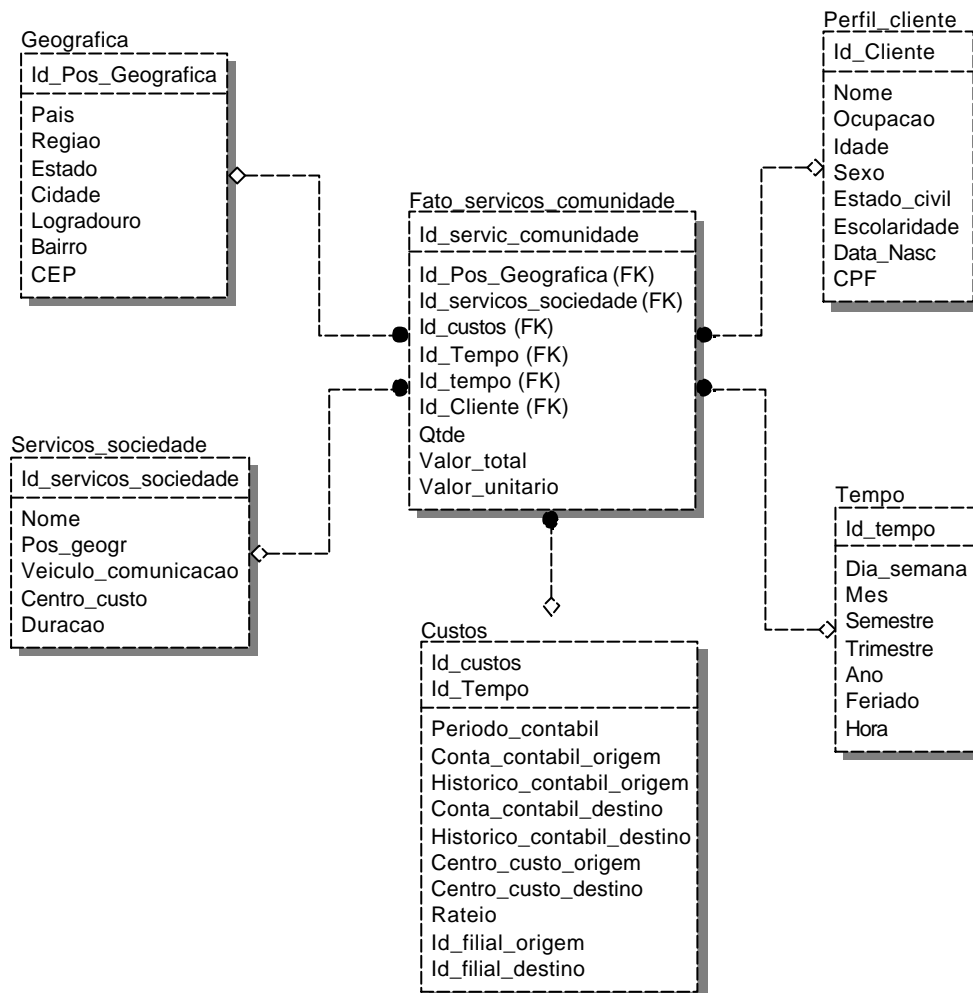 Geografica
Id_Pos_Geografica
Pais
Regiao
Estado
Cidade
Logradouro
Bairro
CEP
Perfil_cliente
Id_Cliente
Nome
Ocupacao
Idade
Sexo
Estado_civil
Escolaridade
Data_Nasc
CPF
Fato_servicos_comunidade
Id_servic_comunidade
Id_Pos_Geografica (FK)
Id_servicos_sociedade (FK)
Id_custos (FK)
Id_Tempo (FK)
Id_tempo (FK)
Id_Cliente (FK)
Qtde
Valor_total
Valor_unitario
Servicos_sociedade
Id_servicos_sociedade
Nome
Pos_geogr
Veiculo_comunicacao
Centro_custo
Duracao
Tempo
Id_tempo
Dia_semana
Mes
Semestre
Trimestre
Ano
Feriado
Hora
Custos
Id_custos
Id_Tempo
Periodo_contabil
Conta_contabil_origem
Historico_contabil_origem
Conta_contabil_destino
Historico_contabil_destino
Centro_custo_origem
Centro_custo_destino
Rateio
Id_filial_origem
Id_filial_destino